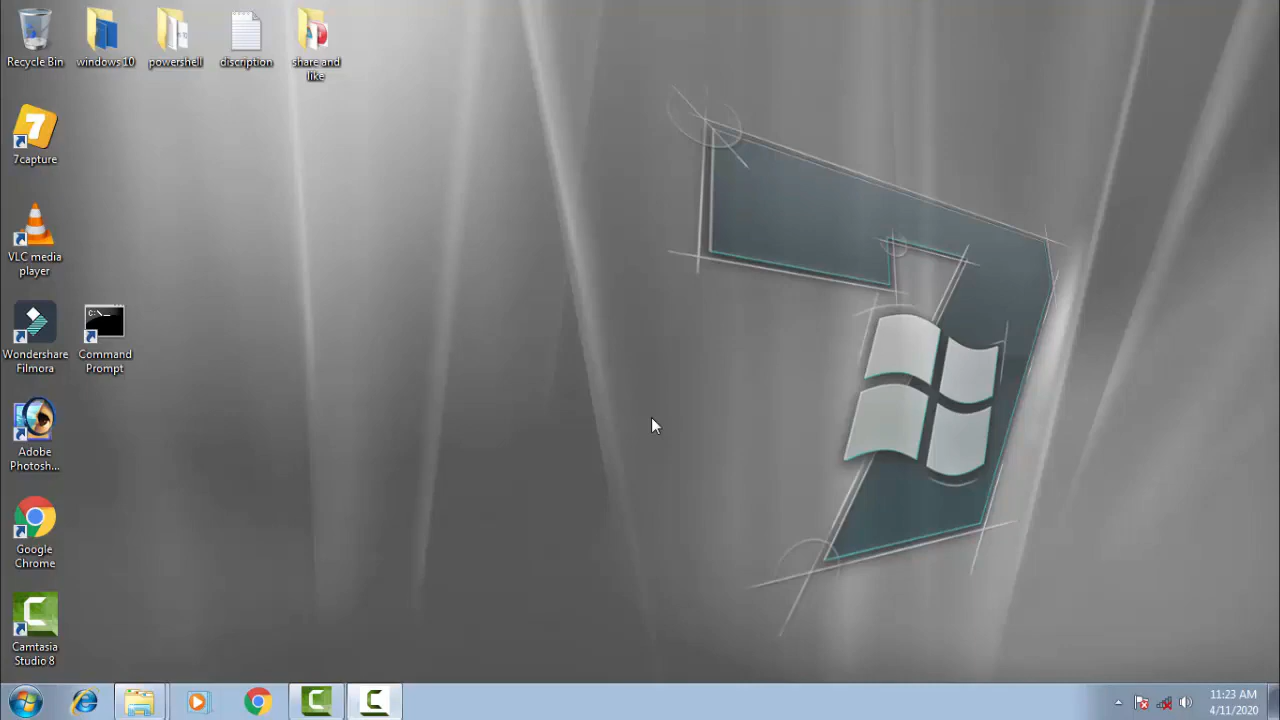 Recycle Bin
windows 10
powershell
discription
share and
like
7capture
VLC media
player
Wondershare
Filmora
Command
Prompt
C:\_
Adobe
Photosh...
Google
Chrome
Camtasia
Studio 8
11:23 AM
4/11/2020